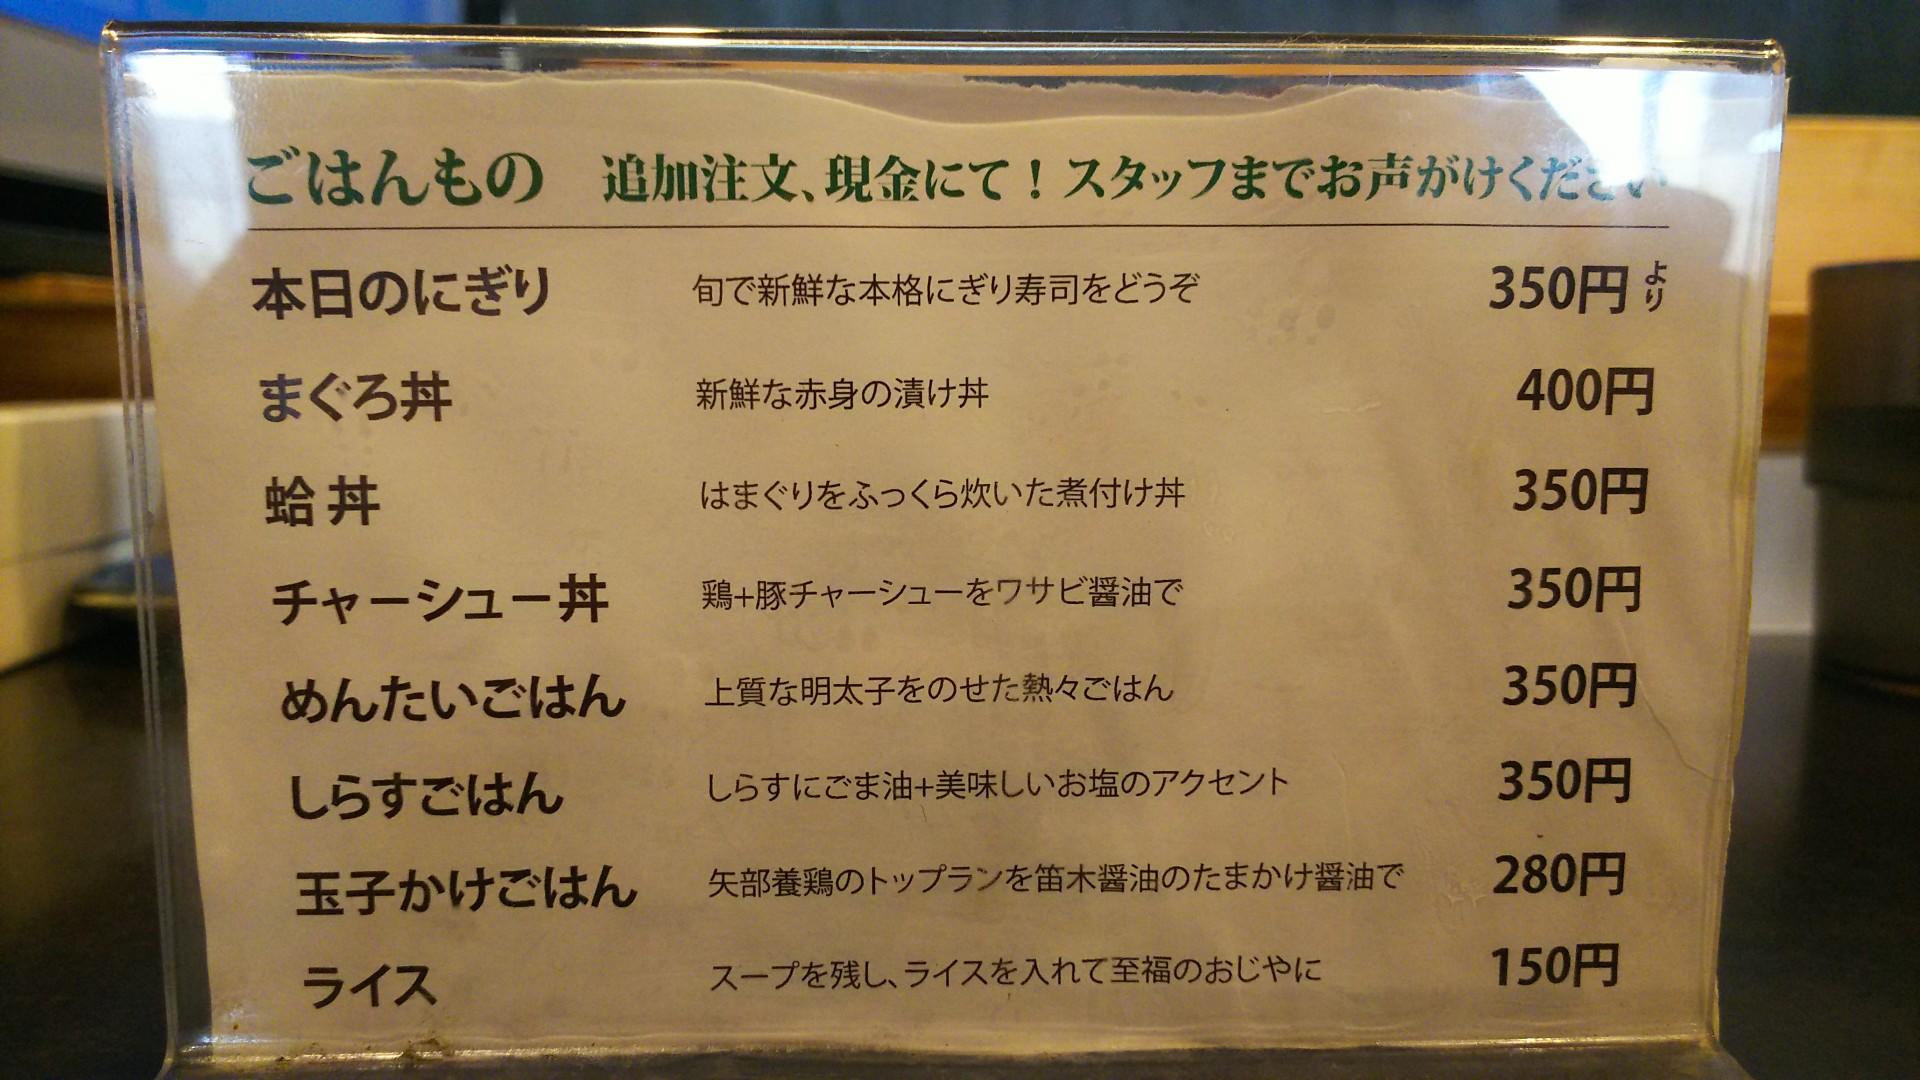 ごはんもの 追加注文、現金にて！スタッフまでお声がけください
本日のにぎり 旬で新鮮な本格にぎり寿司をどうぞ 350円より
まぐろ丼 新鮮な赤身の漬け丼 400円
蛤丼 はまぐりをふっくら炊いた煮付け丼 350円
チャーシュー丼 鶏+豚チャーシューをワサビ醤油で 350円
めんたいごはん 上質な明太子をのせた熱々ごはん 350円
しらすごはん しらすにごま油+美味しいお塩のアクセント 350円
玉子かけごはん 矢部養鶏のトップランを笛木醤油のたまかけ醤油で 280円
ライス スープを残し、ライスを入れて至福のおじやに 150円